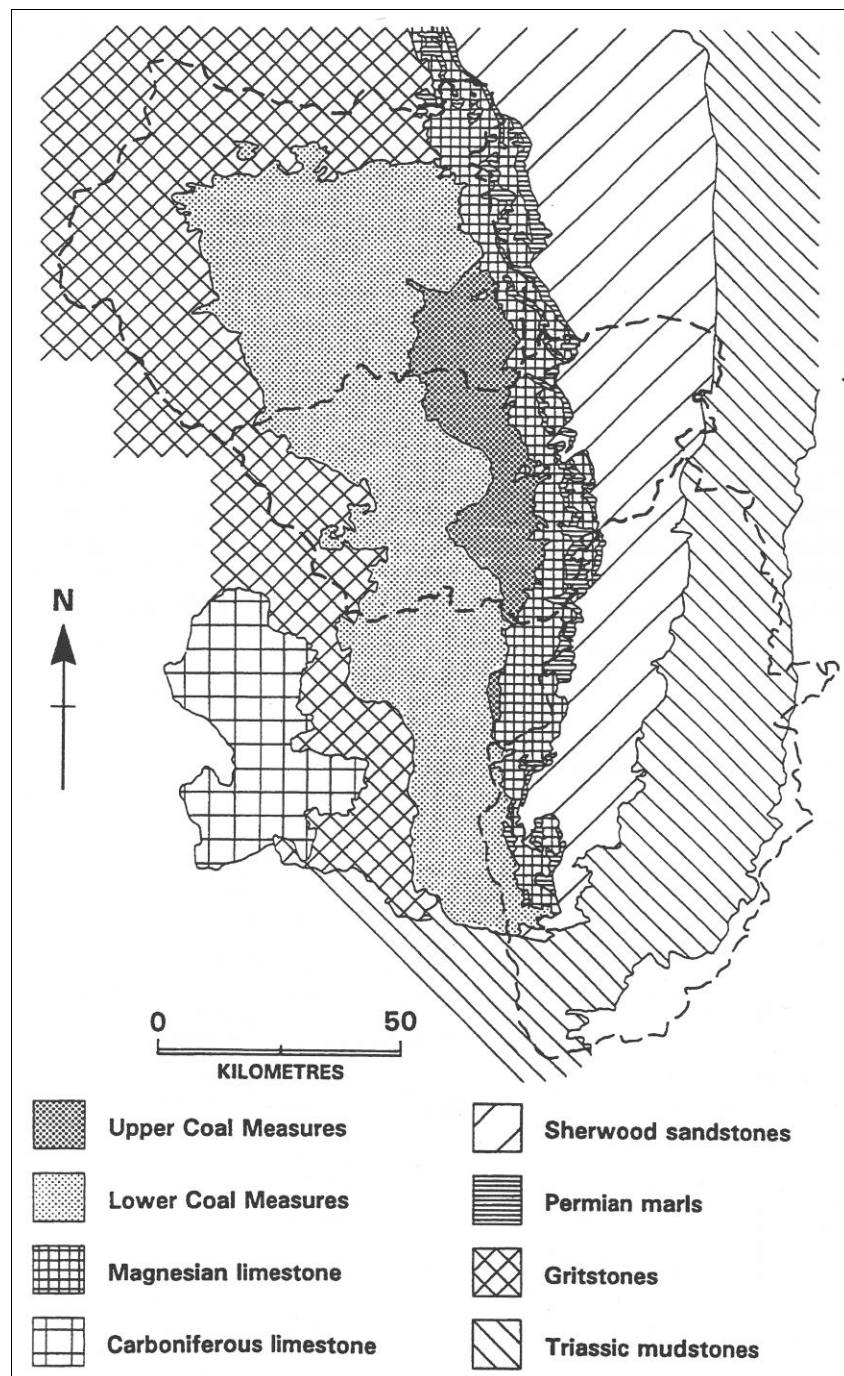 N
0 50
KILOMETRES
Upper Coal Measures
Lower Coal Measures
Magnesian limestone
Carboniferous limestone
Sherwood sandstones
Permian marls
Gritstones
Triassic mudstones